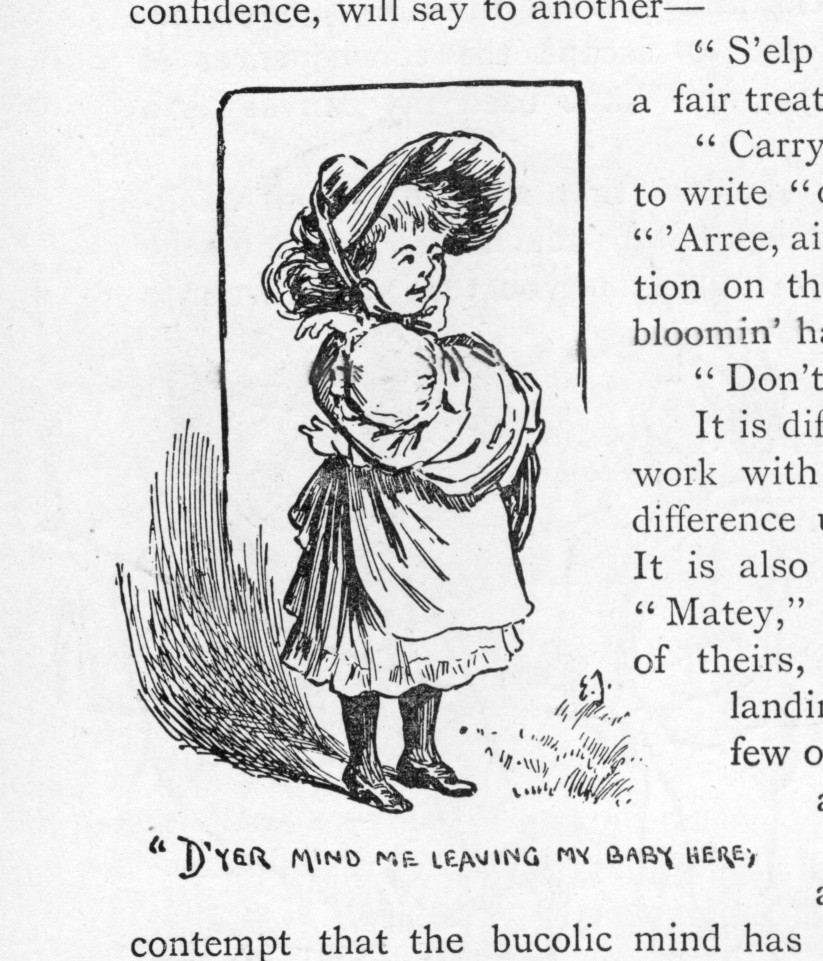 confidence, will say to another—
“ S’elp
a fair treat
“ Carry
to write “
“ ’Arree, ai
tion on th
bloomin’ ha
“ Don’t
It is dif
work with
difference u
It is also
“ Matey,”
of theirs,
landin
few o
a
“ D’YER MIND ME LEAVING MY BABY HERE,
a
contempt that the bucolic mind has